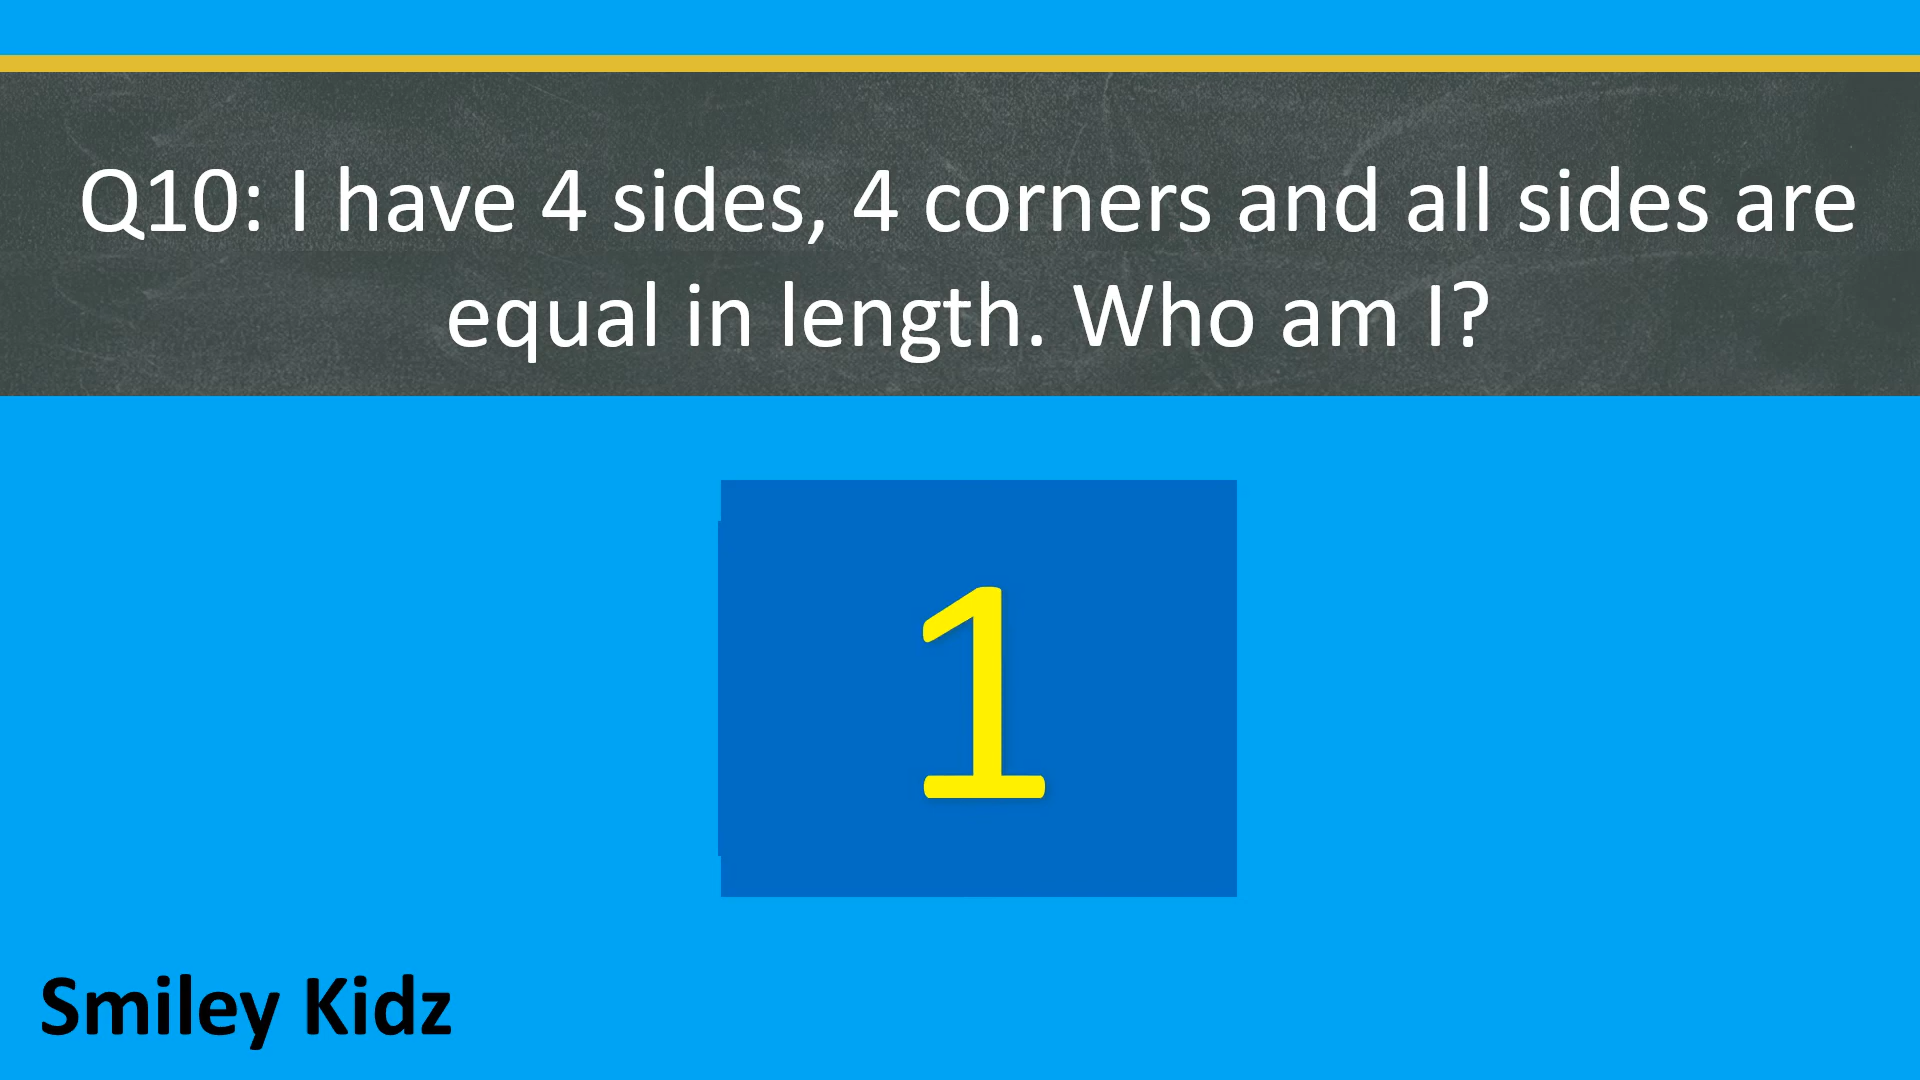 Q10: I have 4 sides, 4 corners and all sides are
equal in length. Who am I?
1
Smiley Kidz